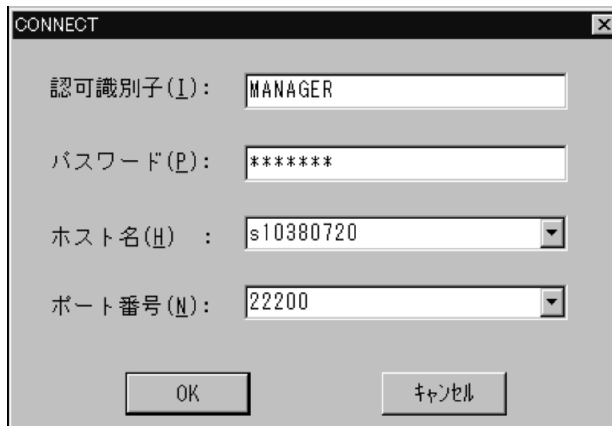 CONNECT
認可識別子(I): MANAGER
パスワード(P): *******
ホスト名(H) : s10380720
ポート番号(N): 22200
OK キャンセル